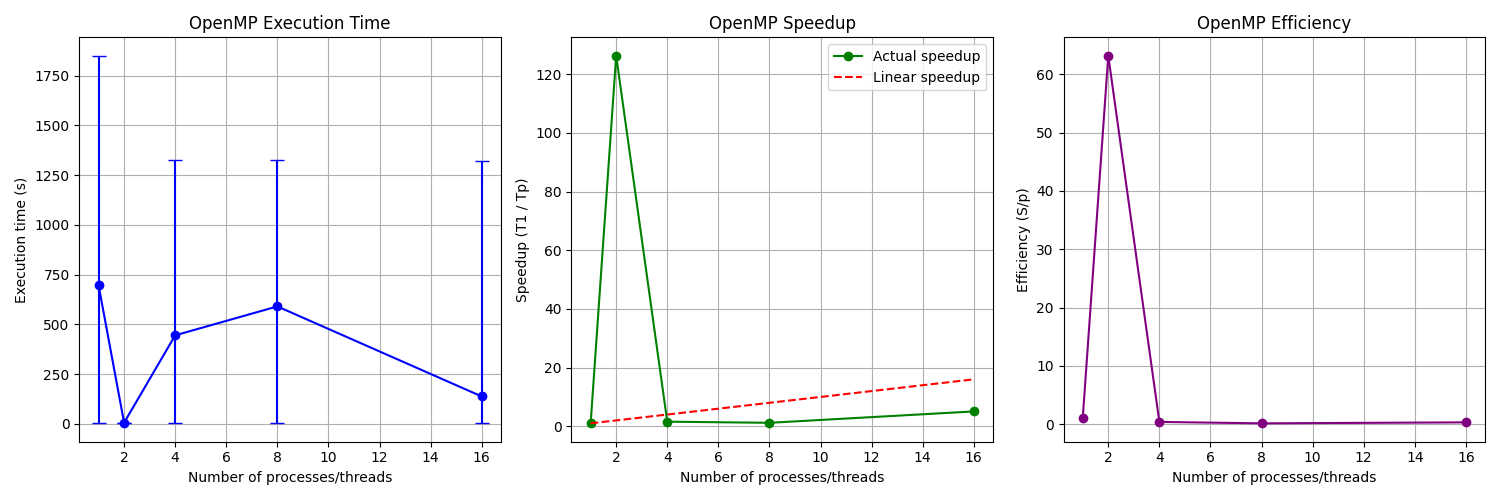 OpenMP Execution Time
Execution time (s)
1750
1500
1250
1000
750
500
250
0
2 4 6 8 10 12 14 16
Number of processes/threads
OpenMP Speedup
Speedup (T1 / Tp)
Actual speedup
Linear speedup
120
100
80
60
40
20
0
2 4 6 8 10 12 14 16
Number of processes/threads
OpenMP Efficiency
Efficiency (S/p)
60
50
40
30
20
10
0
2 4 6 8 10 12 14 16
Number of processes/threads